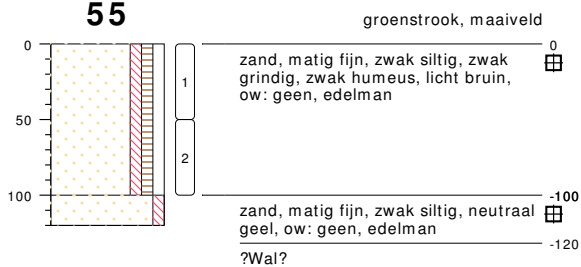 55
groenstrook, maaiveld
0
0
zand, matig fijn, zwak siltig, zwak
grindig, zwak humeus, licht bruin,
ow: geen, edelman
1
50
2
100
-100
zand, matig fijn, zwak siltig, neutraal
geel, ow: geen, edelman
-120
?Wal?